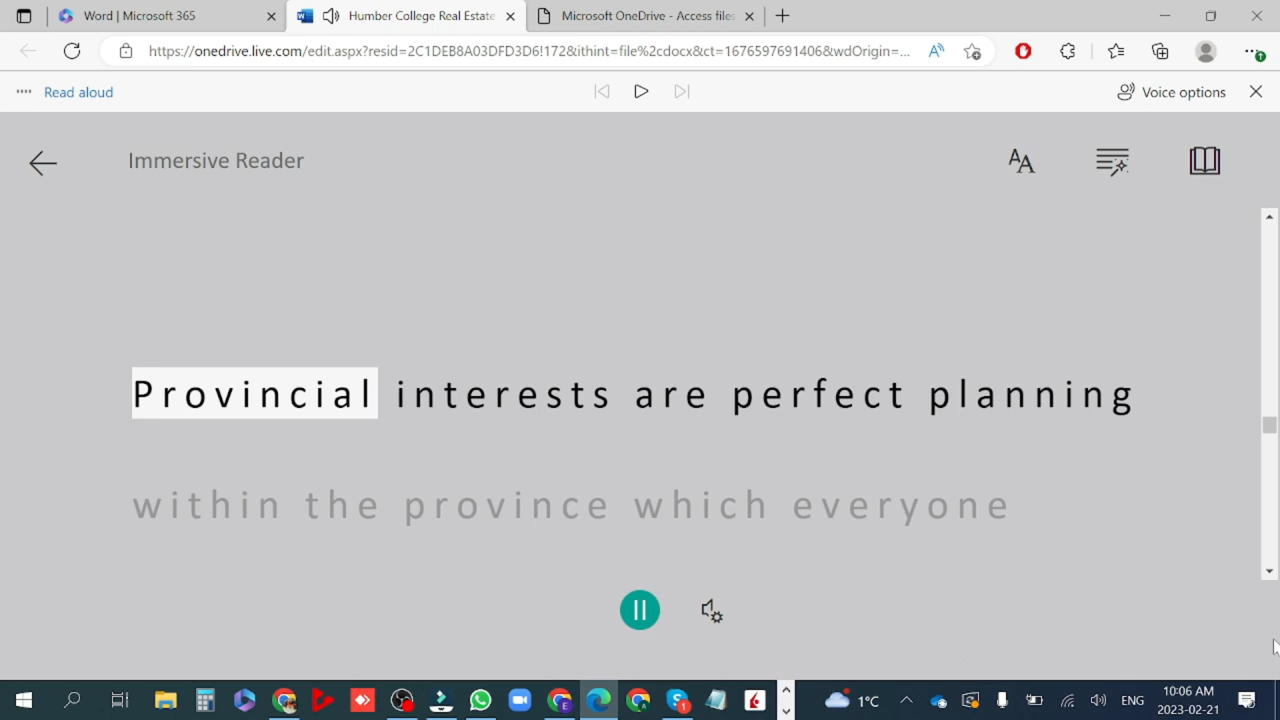 Word | Microsoft 365
Humber College Real Estate
Microsoft OneDrive - Access files
https://onedrive.live.com/edit.aspx?resid=2C1DEB8A03DFD3D6!172&ithint=file%2cdocx&ct=1676597691406&wdOrigin=...
Read aloud
Voice options
Immersive Reader
Provincial interests are perfect planning
within the province which everyone
1°C
ENG
10:06 AM
2023-02-21